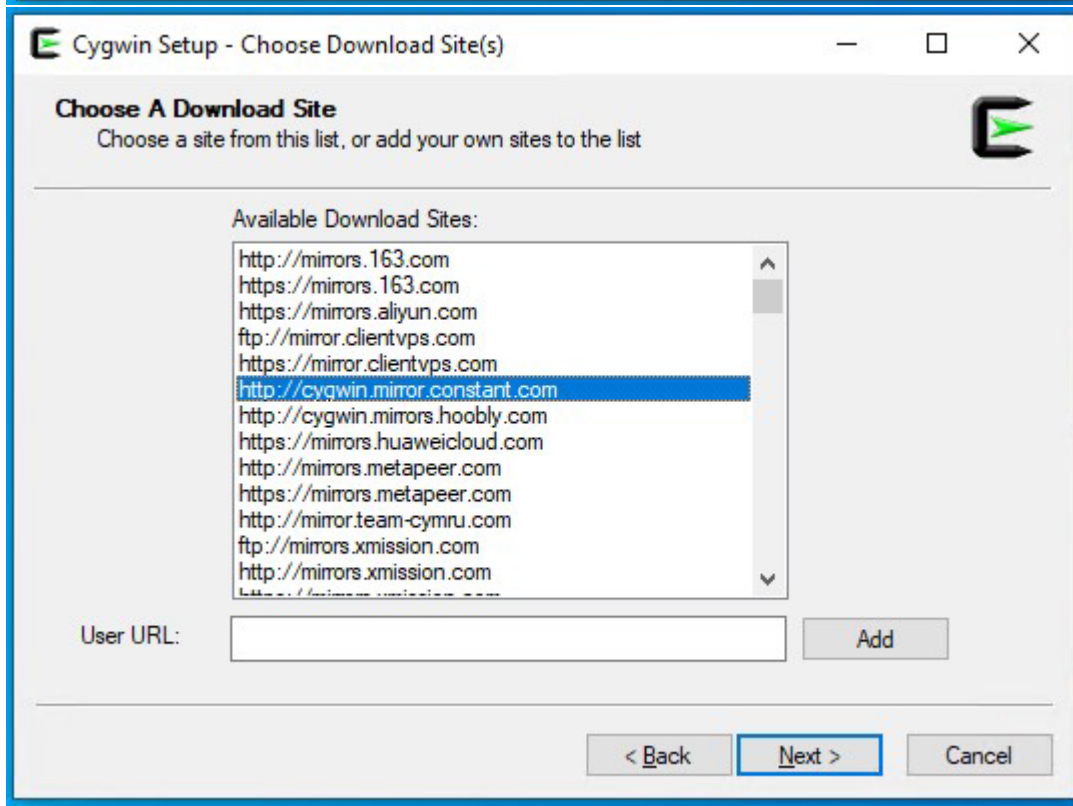 Cygwin Setup - Choose Download Site(s)
Choose A Download Site
Choose a site from this list, or add your own sites to the list
Available Download Sites:
http://mirrors.163.com
https://mirrors.163.com
https://mirrors.aliyun.com
ftp://mirror.clientvps.com
https://mirror.clientvps.com
http://cygwin.mirror.constant.com
http://cygwin.mirrors.hoobly.com
https://mirrors.huaweicloud.com
http://mirrors.metapeer.com
https://mirrors.metapeer.com
http://mirror.team-cymru.com
ftp://mirrors.xmission.com
http://mirrors.xmission.com
User URL:
Add
< Back
Next >
Cancel